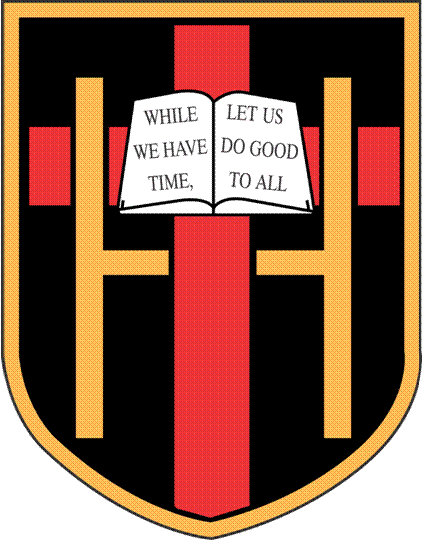 WHILE
WE HAVE
TIME,
LET US
DO GOOD
TO ALL